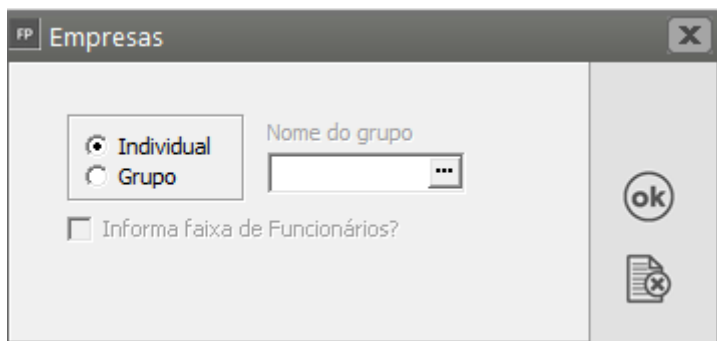 FP Empresas
Individual
Grupo
Nome do grupo
...
Informa faixa de Funcionários?
ok